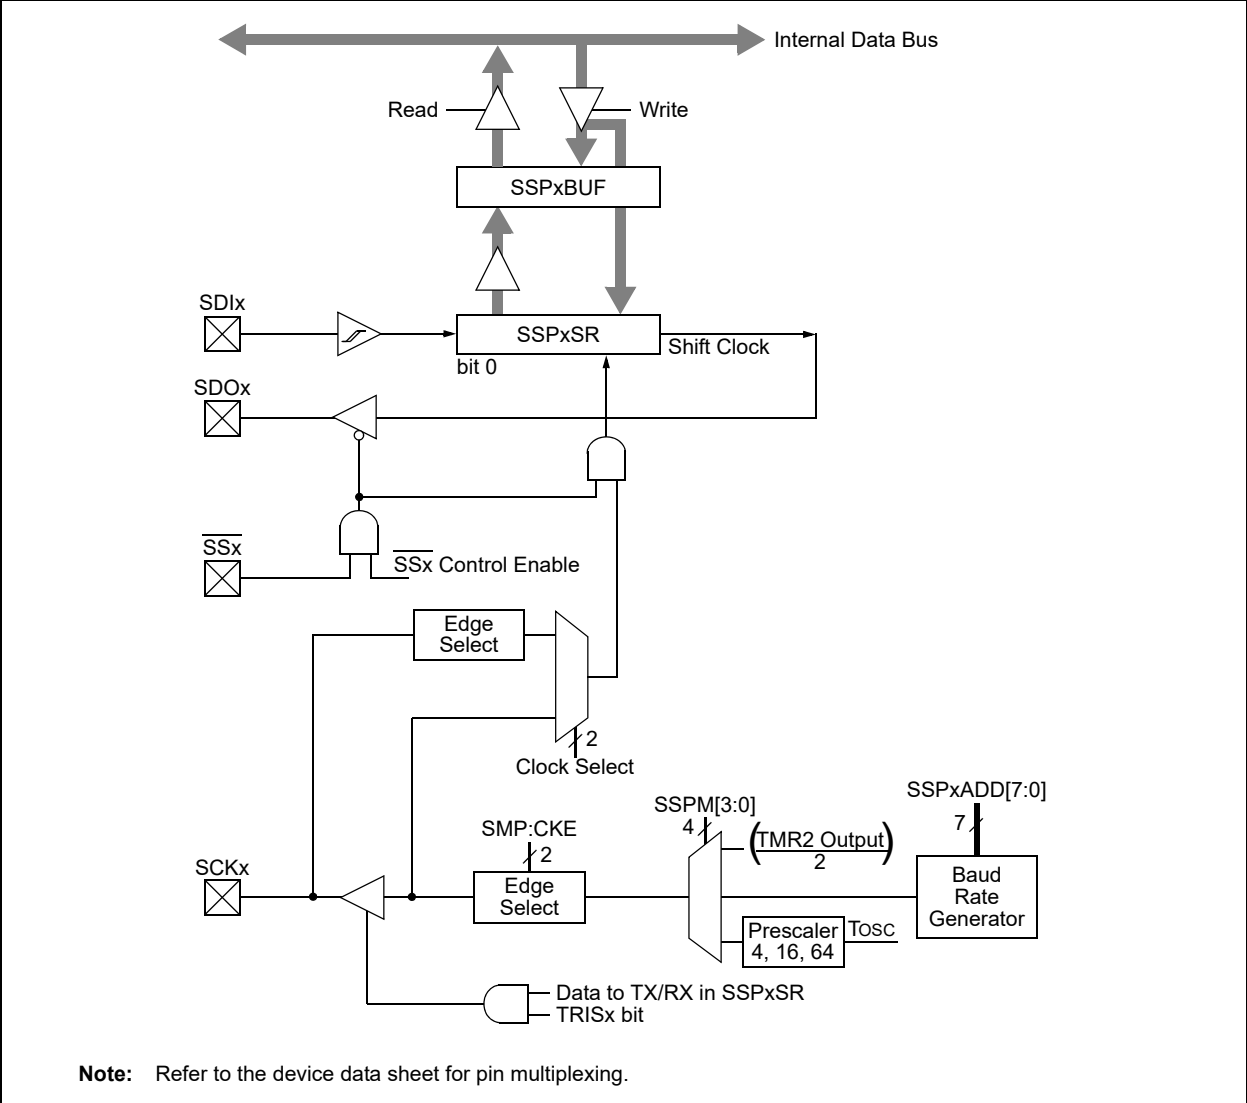 Internal Data Bus
Read
Write
SSPxBUF
SDIx
SSPxSR
Shift Clock
bit 0
SDOx
SSx
SSx Control Enable
Edge
Select
2
Clock Select
SSPxADD[7:0]
SSPM[3:0]
7
4
SMP:CKE
(TMR2 Output)
2
2
SCKx
Edge
Select
Baud
Rate
Generator
Prescaler
4, 16, 64
TOSC
Data to TX/RX in SSPxSR
TRISx bit
Note: Refer to the device data sheet for pin multiplexing.